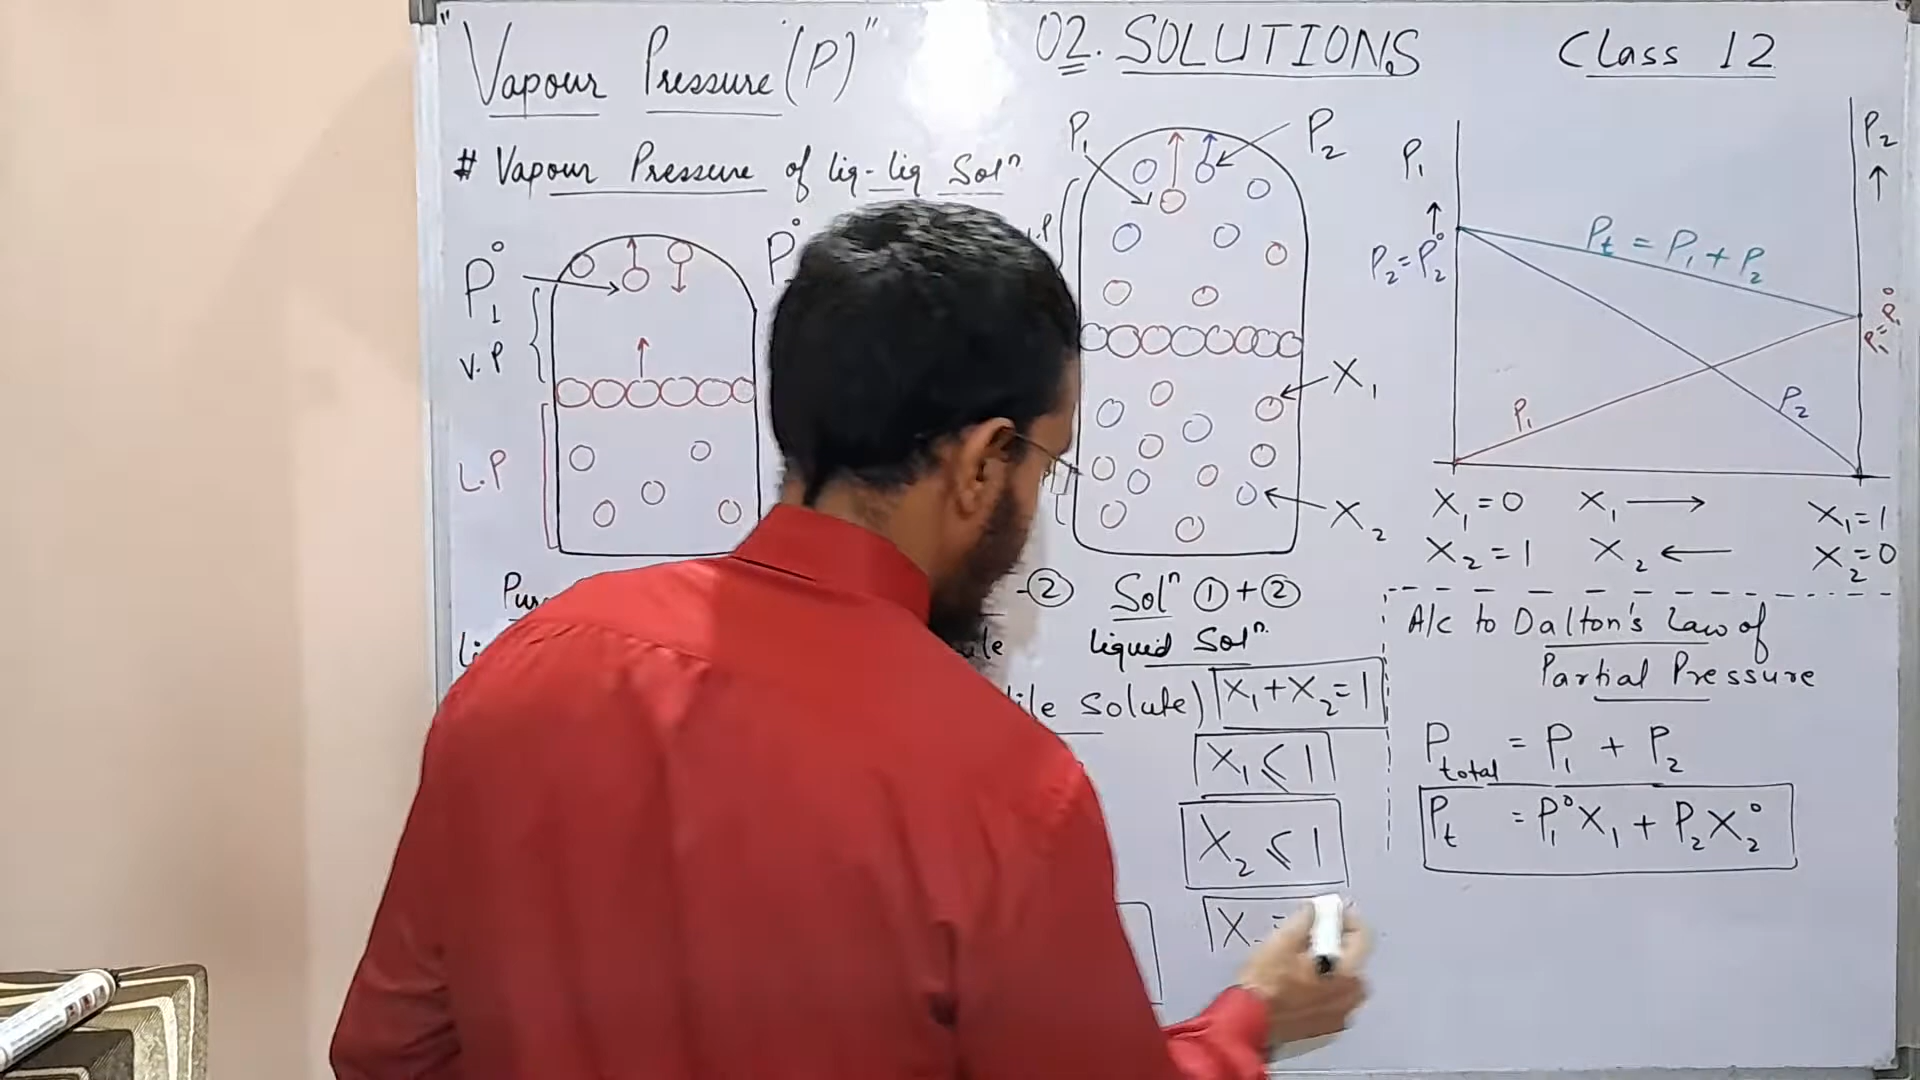 "Vapour Pressure (P)"
02. SOLUTIONS
Class 12
# Vapour Pressure of liq-liq Solⁿ
P₁°
V.P
L.P
P₁
P₂
X₁
X₂
②
Solⁿ ①+②
liquid Solⁿ.
solute)
X₁+X₂=1
X₁⩽1
X₂⩽1
P₁ ↑
P₂ ↑
P₂=P₂°
Pt = P₁+P₂
P₁=P₁°
P₁
P₂
X₁=0 X₁ ⟶ X₁=1
X₂=1 X₂ ⟵ X₂=0
A/c to Dalton's Law of
Partial Pressure
Ptotal = P₁ + P₂
Pt = P₁°X₁ + P₂X₂°